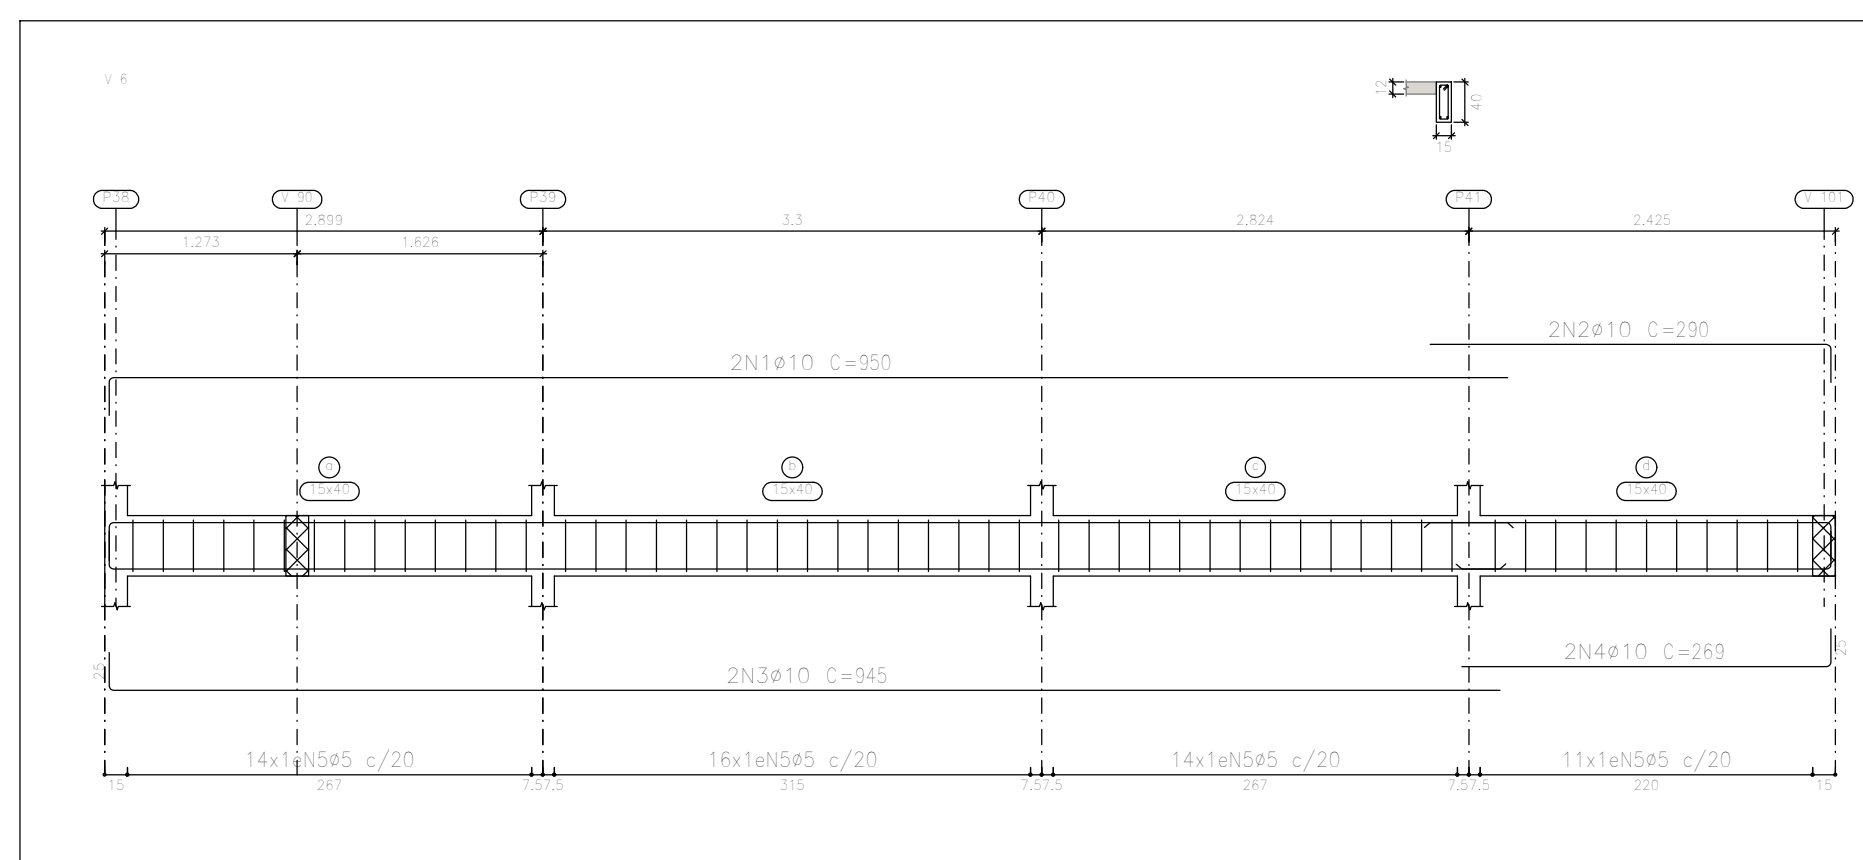 V 6
12
40
15
P38
V 90
P39
P40
P41
V 101
2.899
3.3
2.824
2.425
1.273
1.626
2N2ø10 C=290
2N1ø10 C=950
a
b
c
d
15x40
15x40
15x40
15x40
25
25
2N4ø10 C=269
2N3ø10 C=945
14x1eN5ø5 c/20
16x1eN5ø5 c/20
14x1eN5ø5 c/20
11x1eN5ø5 c/20
15
267
7.57.5
315
7.57.5
267
7.57.5
220
15